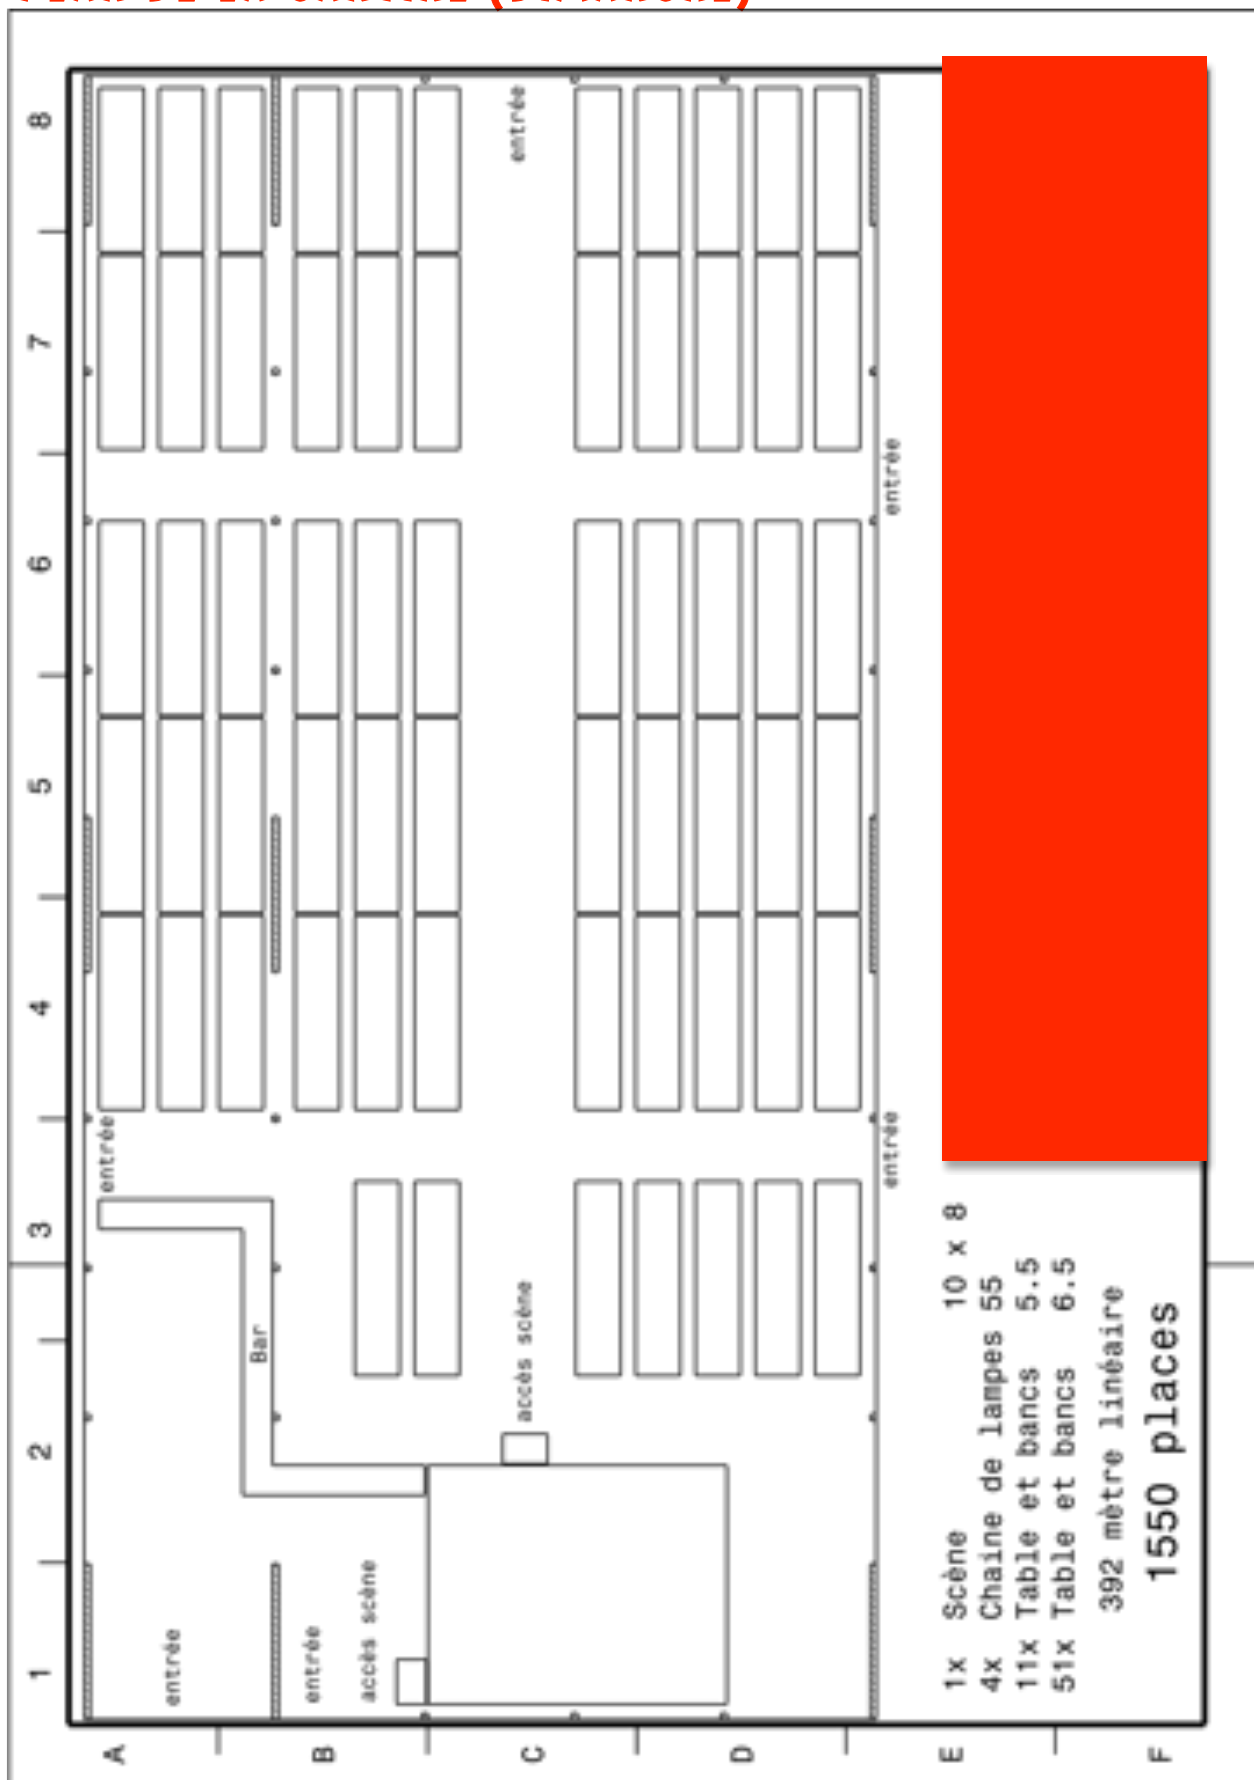 8
7
6
5
4
3
2
1
A
B
C
D
E
F
entrée
entrée
entrée
entrée
entrée
entrée
Bar
accès scène
accès scène
1x Scène 10 x 8
4x Chaine de lampes 55
11x Table et bancs 5.5
51x Table et bancs 6.5
392 mètre linéaire
1550 places